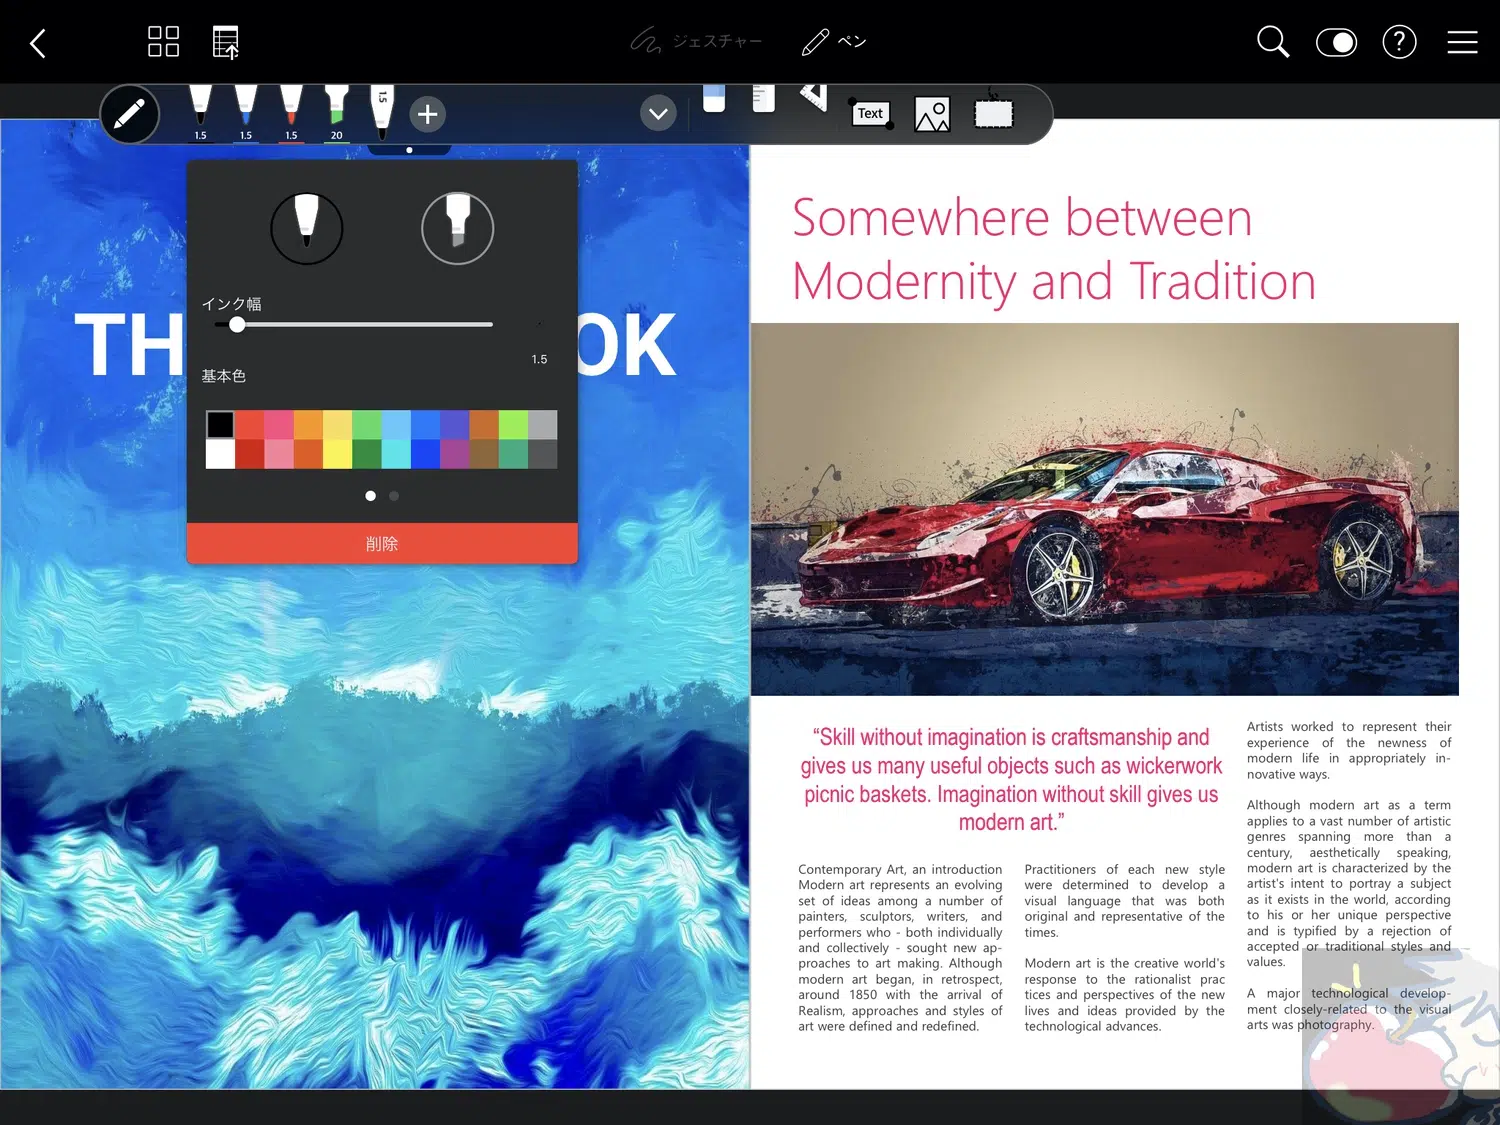 ジェスチャー
ペン
?
1.5
1.5
1.5
20
1.5
Text
インク幅
1.5
基本色
削除
TH
OK
Somewhere between
Modernity and Tradition
“Skill without imagination is craftsmanship and
gives us many useful objects such as wickerwork
picnic baskets. Imagination without skill gives us
modern art.”
Contemporary Art, an introduction
Modern art represents an evolving
set of ideas among a number of
painters, sculptors, writers, and
performers who - both individually
and collectively - sought new ap-
proaches to art making. Although
modern art began, in retrospect,
around 1850 with the arrival of
Realism, approaches and styles of
art were defined and redefined.
Practitioners of each new style
were determined to develop a
visual language that was both
original and representative of the
times.
Modern art is the creative world's
response to the rationalist prac
tices and perspectives of the new
lives and ideas provided by the
technological advances.
Artists worked to represent their
experience of the newness of
modern life in appropriately in-
novative ways.
Although modern art as a term
applies to a vast number of artistic
genres spanning more than a
century, aesthetically speaking,
modern art is characterized by the
artist's intent to portray a subject
as it exists in the world, according
to his or her unique perspective
and is typified by a rejection of
accepted or traditional styles and
values.
A major technological develop-
ment closely-related to the visual
arts was photography.